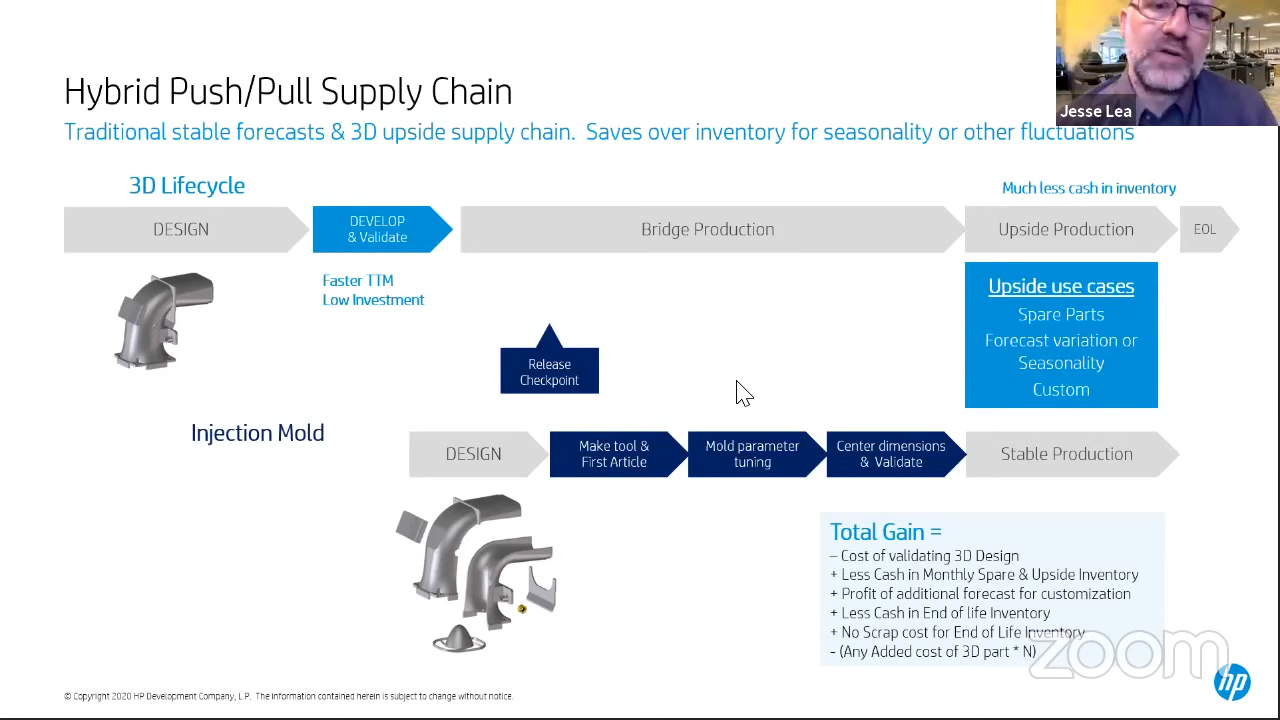 Jesse Lea
Hybrid Push/Pull Supply Chain
Traditional stable forecasts & 3D upside supply chain.  Saves over inventory for seasonality or other fluctuations
3D Lifecycle
Much less cash in inventory
DESIGN
DEVELOP
& Validate
Bridge Production
Upside Production
EOL
Faster TTM
Low Investment
Upside use cases
Spare Parts
Forecast variation or
Seasonality
Custom
Release
Checkpoint
Injection Mold
DESIGN
Make tool &
First Article
Mold parameter
tuning
Center dimensions
& Validate
Stable Production
Total Gain =
– Cost of validating 3D Design
+ Less Cash in Monthly Spare & Upside Inventory
+ Profit of additional forecast for customization
+ Less Cash in End of life Inventory
+ No Scrap cost for End of Life Inventory
- (Any Added cost of 3D part * N)
zoom
hp
© Copyright 2020 HP Development Company, L.P.  The information contained herein is subject to change without notice.